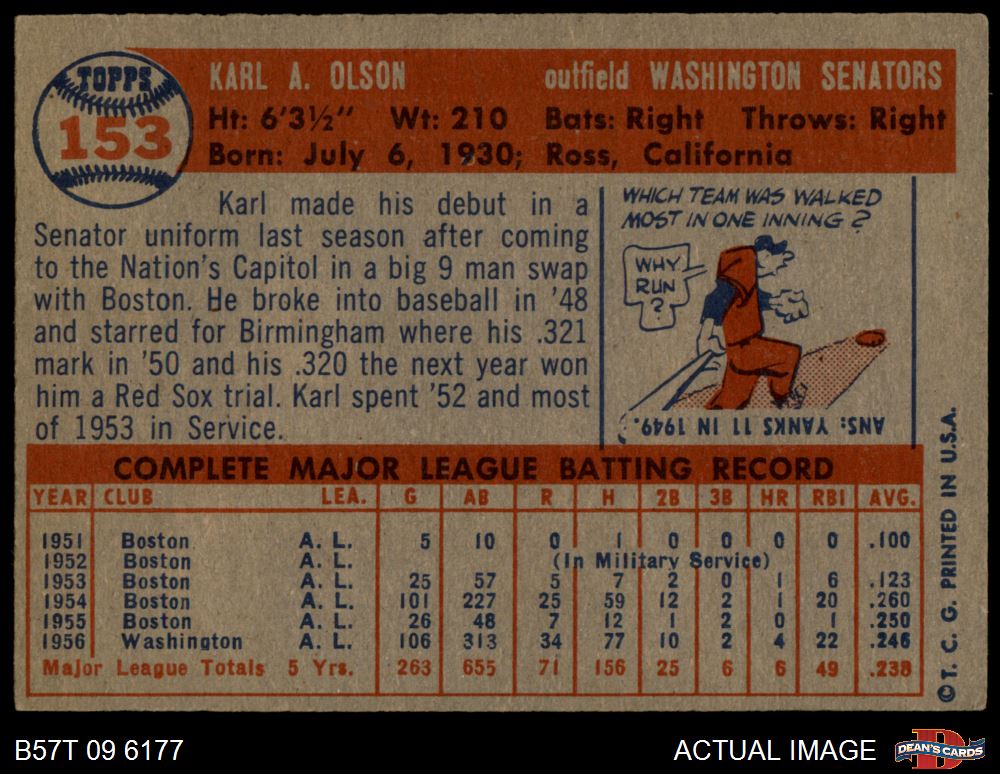 TOPPS
153
KARL A. OLSON outfield WASHINGTON SENATORS
Ht: 6'3½" Wt: 210 Bats: Right Throws: Right
Born: July 6, 1930; Ross, California
Karl made his debut in a
Senator uniform last season after coming
to the Nation's Capitol in a big 9 man swap
with Boston. He broke into baseball in '48
and starred for Birmingham where his .321
mark in '50 and his .320 the next year won
him a Red Sox trial. Karl spent '52 and most
of 1953 in Service.
WHICH TEAM WAS WALKED
MOST IN ONE INNING?
WHY
RUN
?
ANS: YANKS 11 IN 1949.
COMPLETE MAJOR LEAGUE BATTING RECORD
YEAR CLUB LEA. G AB R H 2B 3B HR RBI AVG.
1951 Boston A. L. 5 10 0 1 0 0 0 0 .100
1952 Boston A. L. (In Military Service)
1953 Boston A. L. 25 57 5 7 2 0 1 6 .123
1954 Boston A. L. 101 227 25 59 12 2 1 20 .260
1955 Boston A. L. 26 48 7 12 1 2 0 1 .250
1956 Washington A. L. 106 313 34 77 10 2 4 22 .246
Major League Totals 5 Yrs. 263 655 71 156 25 6 6 49 .238
© T. C. G. PRINTED IN U.S.A.
B57T 09 6177
ACTUAL IMAGE
DEAN'S CARDS